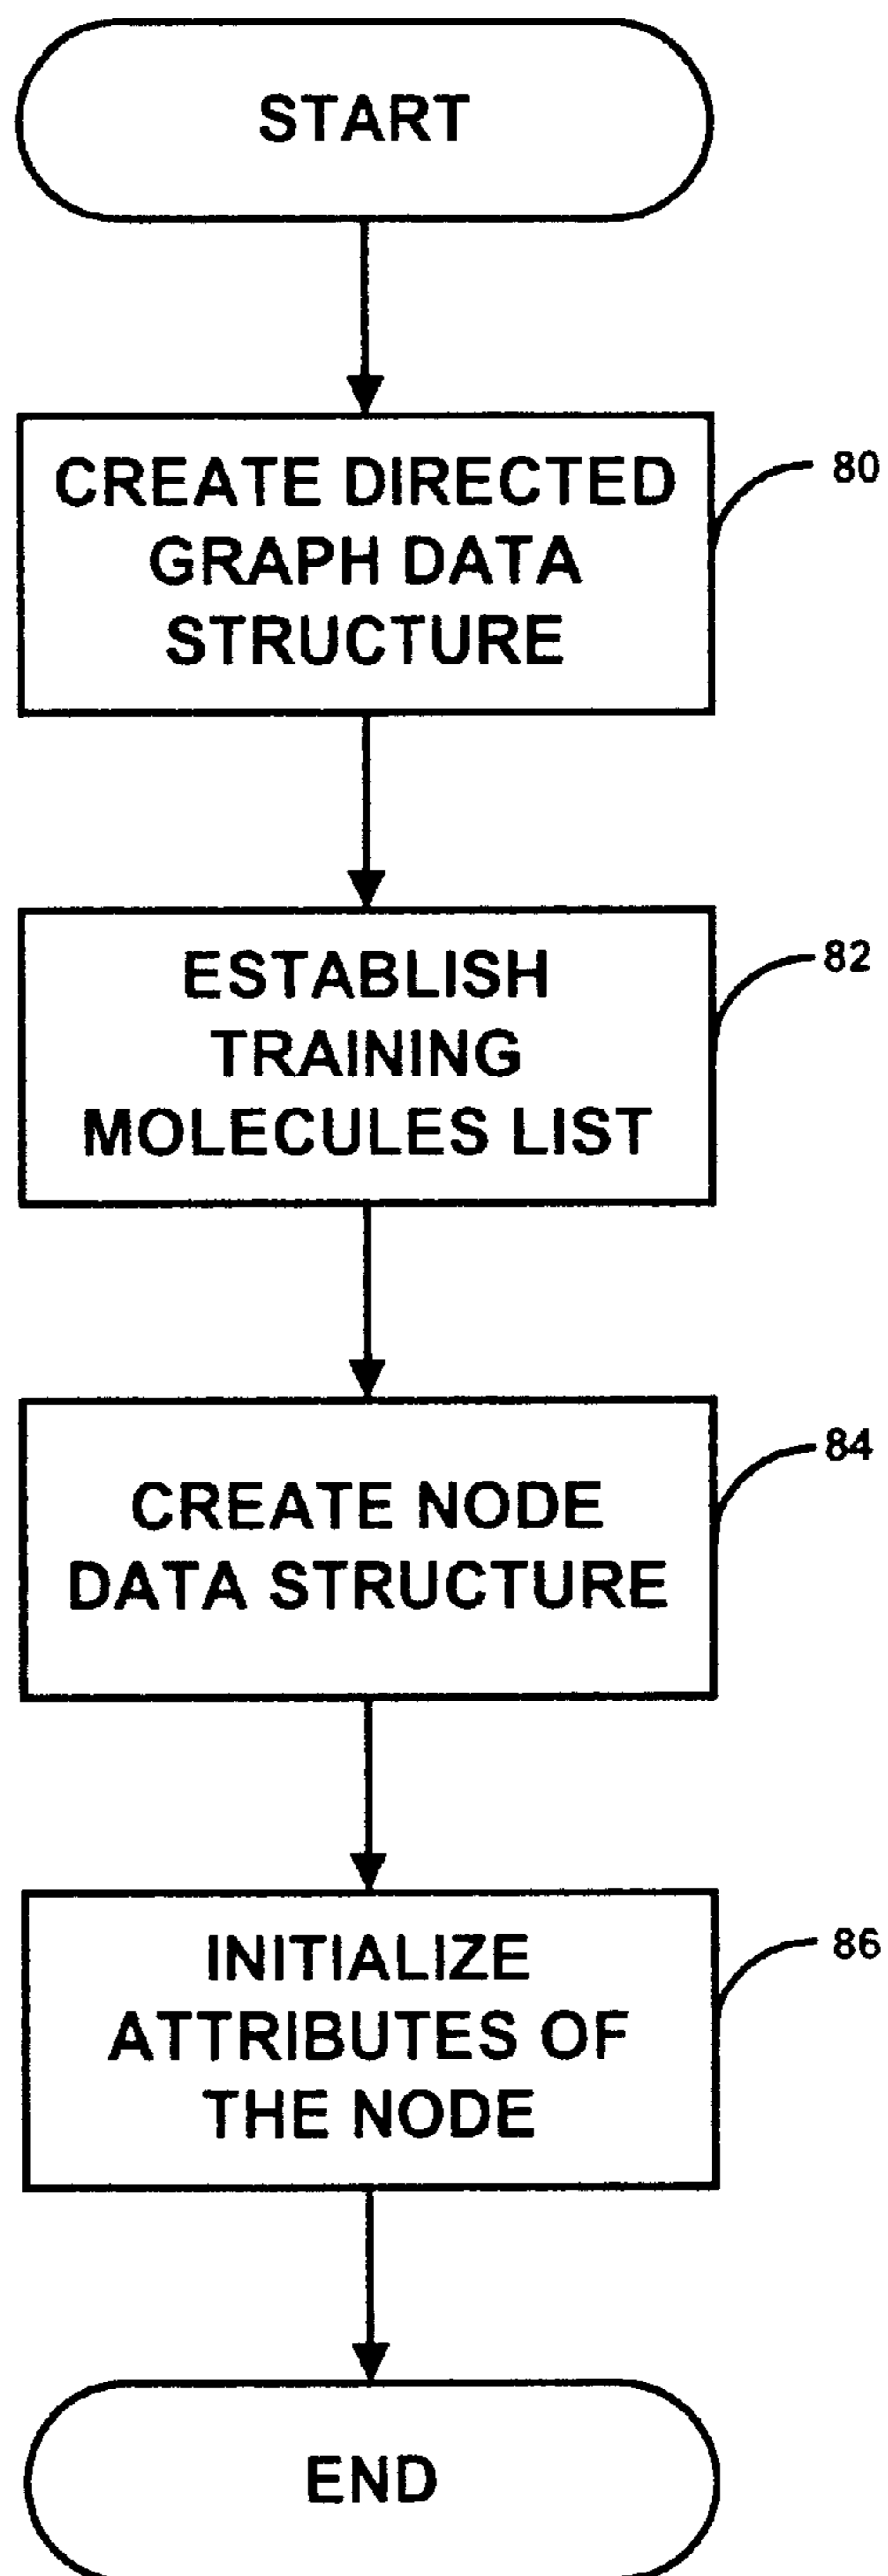 START
CREATE DIRECTED
GRAPH DATA
STRUCTURE
80
ESTABLISH
TRAINING
MOLECULES LIST
82
CREATE NODE
DATA STRUCTURE
84
INITIALIZE
ATTRIBUTES OF
THE NODE
86
END